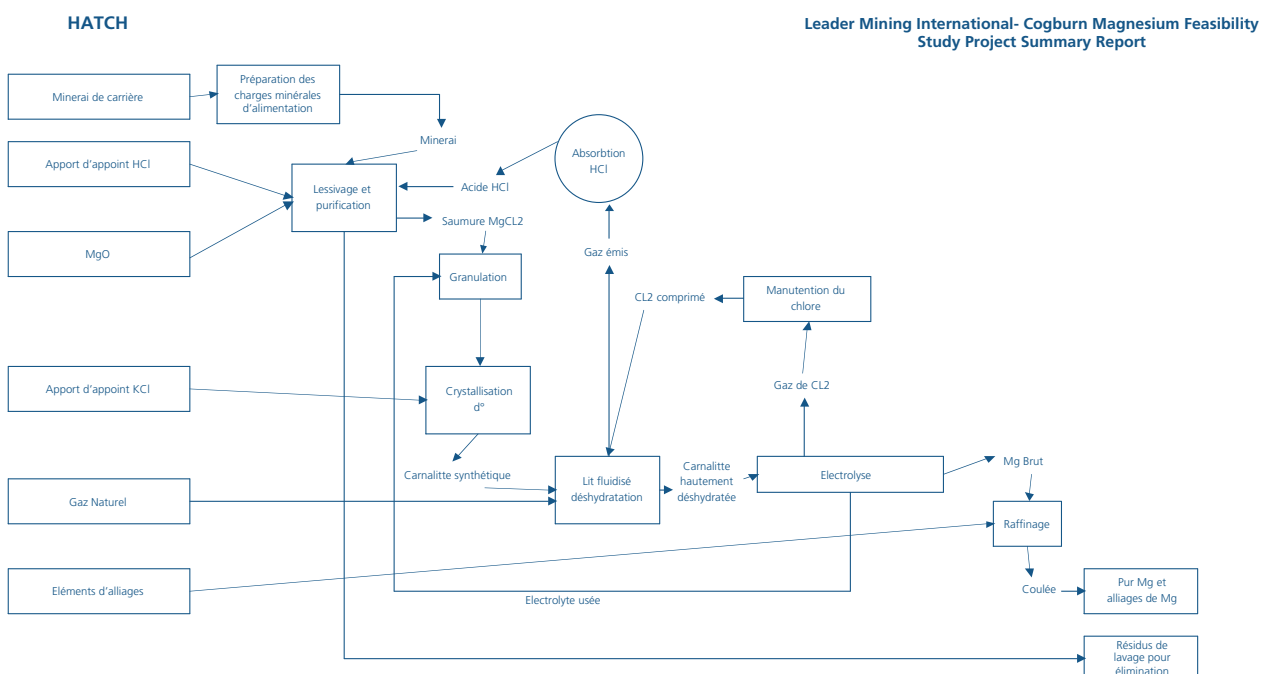 HATCH
Leader Mining International- Cogburn Magnesium Feasibility
Study Project Summary Report
Minerai de carrière
Préparation des
charges minérales
d'alimentation
Minerai
Apport d'appoint HCl
Absorbtion
HCl
Lessivage et
purification
Acide HCl
Saumure MgCL2
MgO
Gaz émis
Granulation
CL2 comprimé
Manutention du
chlore
Apport d'appoint KCl
Crystallisation
d°
Gaz de CL2
Carnalitte synthétique
Gaz Naturel
Lit fluidisé
déshydratation
Carnalitte
hautement
déshydratée
Electrolyse
Mg Brut
Raffinage
Eléments d'alliages
Electrolyte usée
Coulée
Pur Mg et
alliages de Mg
Résidus de
lavage pour
élimination